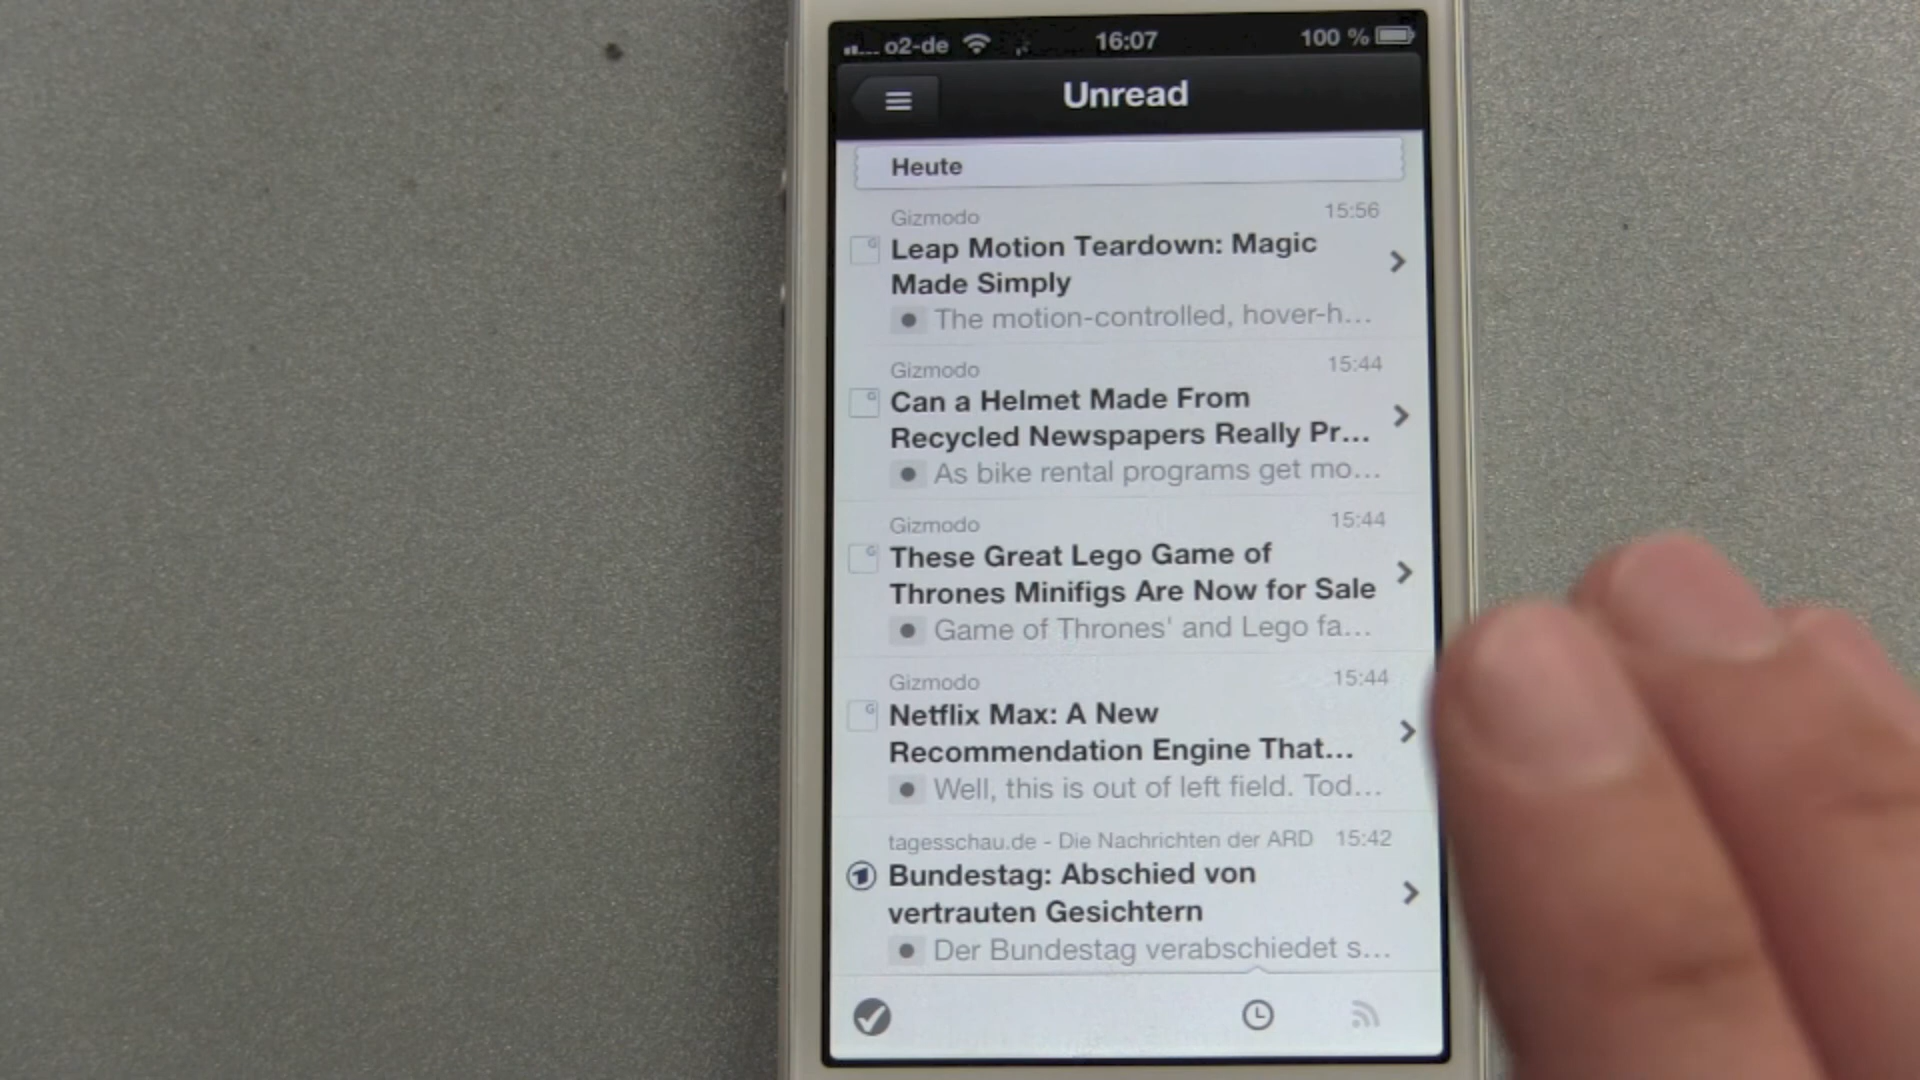 o2-de 16:07 100 %
Unread
Heute
Gizmodo 15:56
Leap Motion Teardown: Magic
Made Simply
The motion-controlled, hover-h...
Gizmodo 15:44
Can a Helmet Made From
Recycled Newspapers Really Pr...
As bike rental programs get mo...
Gizmodo 15:44
These Great Lego Game of
Thrones Minifigs Are Now for Sale
Game of Thrones' and Lego fa...
Gizmodo 15:44
Netflix Max: A New
Recommendation Engine That...
Well, this is out of left field. Tod...
tagesschau.de - Die Nachrichten der ARD 15:42
Bundestag: Abschied von
vertrauten Gesichtern
Der Bundestag verabschiedet s...